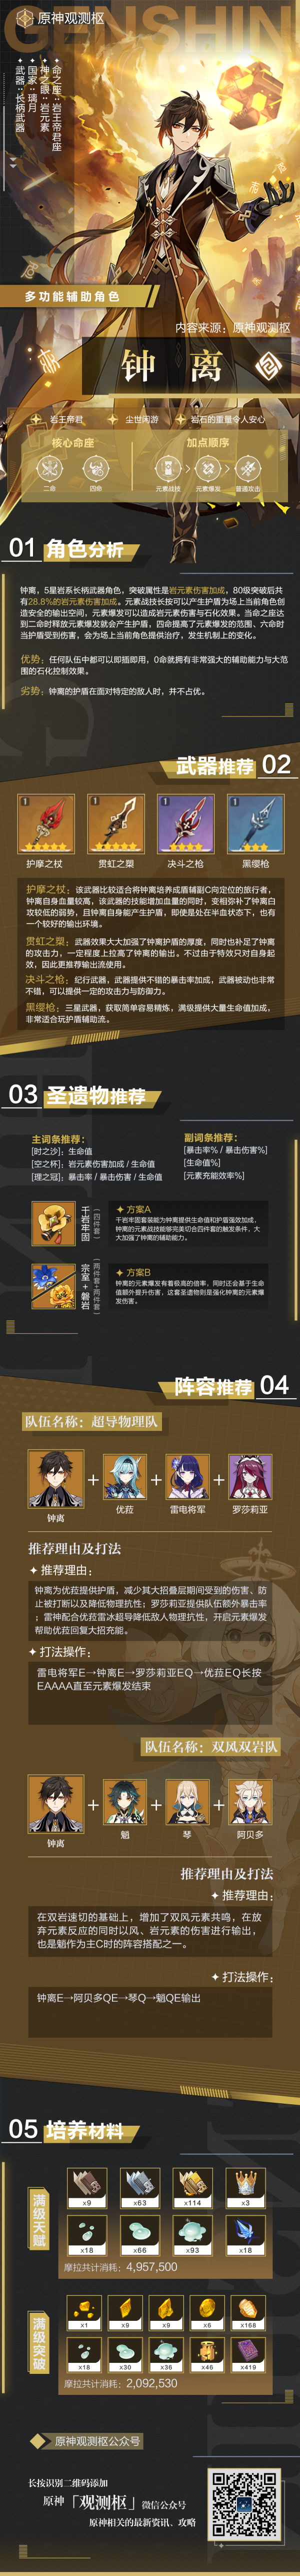 GENSHIN
原神观测枢
✦命之座:岩王帝君座
✦神之眼:岩元素
✦国家:璃月
✦武器:长柄武器
多功能辅助角色
内容来源：原神观测枢
钟 离
岩王帝君 尘世闲游 岩石的重量令人安心
核心命座 加点顺序
二命 四命 元素战技 元素爆发 普通攻击
01 角色分析
钟离，5星岩系长柄武器角色，突破属性是岩元素伤害加成，80级突破后共
有28.8%的岩元素伤害加成。元素战技长按可以产生护盾为场上当前角色创
造安全的输出空间，元素爆发可以造成岩元素伤害与石化效果。当命之座达
到二命时释放元素爆发就会产生护盾，四命提高了元素爆发的范围、六命时
当护盾受到伤害，会为场上当前角色提供治疗，发生机制上的变化。
优势：任何队伍中都可以即插即用，0命就拥有非常强大的辅助能力与大范
围的石化控制效果。
劣势：钟离的护盾在面对特定的敌人时，并不占优。
武器推荐 02
1 1 1 1
护摩之杖 贯虹之槊 决斗之枪 黑缨枪
护摩之杖：该武器比较适合将钟离培养成盾辅副C向定位的旅行者，
钟离自身血量较高，该武器的技能增加血量的同时，变相弥补了钟离白
攻较低的弱势，且钟离自身能产生护盾，即使是处在半血状态下，也有
一个较好的输出环境。
贯虹之槊：武器效果大大加强了钟离护盾的厚度，同时也补足了钟离
的攻击力，一定程度上拉高了钟离的输出。不过由于特效只对自身起
效，因此更推荐输出流使用。
决斗之枪：纪行武器，武器提供不错的暴击率加成，武器被动也非常
不错，可以提供一定的攻击力与防御力。
黑缨枪：三星武器，获取简单容易精炼，满级提供大量生命值加成，
非常适合玩护盾辅助流。
03 圣遗物推荐
主词条推荐：
[时之沙]：生命值
[空之杯]：岩元素伤害加成 / 生命值
[理之冠]：暴击率 / 暴击伤害 / 生命值
副词条推荐：
[暴击率% / 暴击伤害%]
[生命值%]
[元素充能效率%]
千岩牢固
(四件套)
✦ 方案A
千岩牢固套装能为钟离提供生命值和护盾强效加成，
钟离的元素战技能够完美切合四件套的触发条件，大
大加强了钟离的辅助能力。
宗室+磐岩
(两件套+两件套)
✦ 方案B
钟离的元素爆发有着极高的倍率，同时还会基于生命
值额外提升伤害，这套圣遗物则是强化钟离的元素爆
发伤害。
阵容推荐 04
队伍名称：超导物理队
钟离 + 优菈 + 雷电将军 + 罗莎莉亚
推荐理由及打法
✦ 推荐理由：
钟离为优菈提供护盾，减少其大招叠层期间受到的伤害、防
止被打断以及降低物理抗性；罗莎莉亚提供队伍额外暴击率
；雷神配合优菈雷冰超导降低敌人物理抗性，开启元素爆发
帮助优菈回复大招充能。
✦ 打法操作：
雷电将军E→钟离E→罗莎莉亚EQ→优菈EQ长按
EAAAA直至元素爆发结束
队伍名称：双风双岩队
钟离 + 魈 + 琴 + 阿贝多
推荐理由及打法
✦ 推荐理由：
在双岩速切的基础上，增加了双风元素共鸣，在放
弃元素反应的同时以风、岩元素的伤害进行输出，
也是魈作为主C时的阵容搭配之一。
✦ 打法操作：
钟离E→阿贝多QE→琴Q→魈QE输出
05 培养材料
满级天赋
x9 x63 x114 x3
x18 x66 x93 x18
摩拉共计消耗：4,957,500
满级突破
x1 x9 x9 x6 x168
x18 x30 x36 x46 x419
摩拉共计消耗：2,092,530
原神观测枢公众号
长按识别二维码添加
原神「观测枢」微信公众号
原神相关的最新资讯、攻略